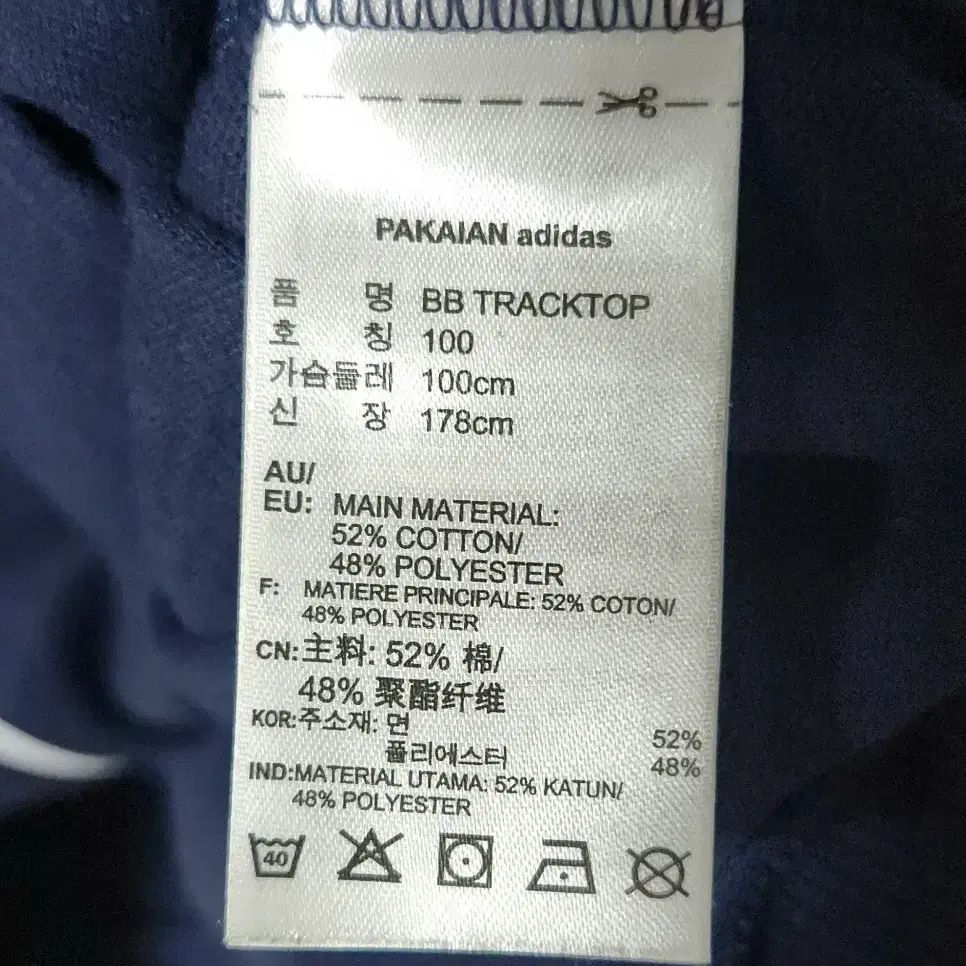 PAKAIAN adidas
품 명 BB TRACKTOP
호 칭 100
가슴둘레 100cm
신 장 178cm
AU/
EU: MAIN MATERIAL:
52% COTTON/
48% POLYESTER
F: MATIERE PRINCIPALE: 52% COTON/
48% POLYESTER
CN:主料: 52% 棉/
48% 聚酯纤维
KOR:주소재: 면 52%
폴리에스터 48%
IND:MATERIAL UTAMA: 52% KATUN/
48% POLYESTER
40